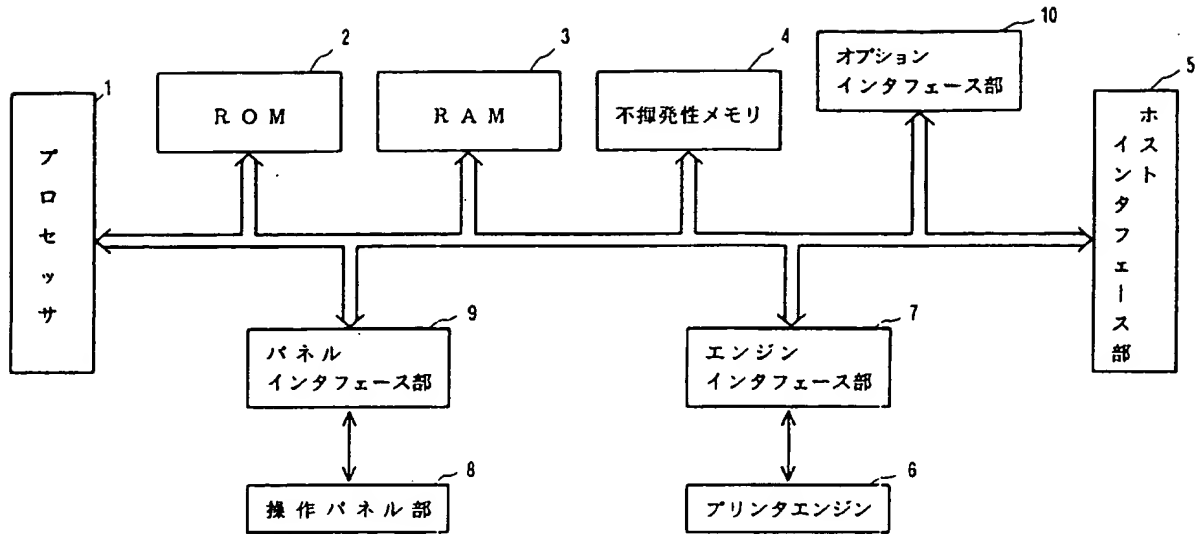 10
2
3
4
5
1
オプション
インタフェース部
ROM
RAM
不揮発性メモリ
プロセッサ
ホスト
インタフェース部
9
7
パネル
インタフェース部
エンジン
インタフェース部
8
6
操作パネル部
プリンタエンジン